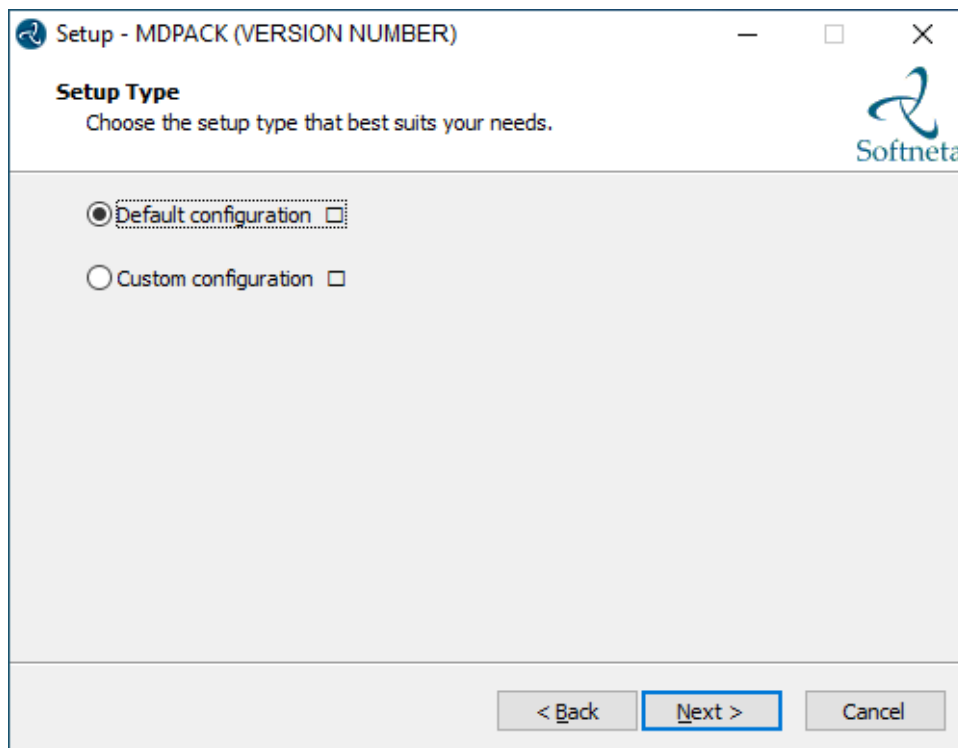 Setup - MDPACK (VERSION NUMBER)
Setup Type
Choose the setup type that best suits your needs.
Softneta
Default configuration
Custom configuration
< Back
Next >
Cancel